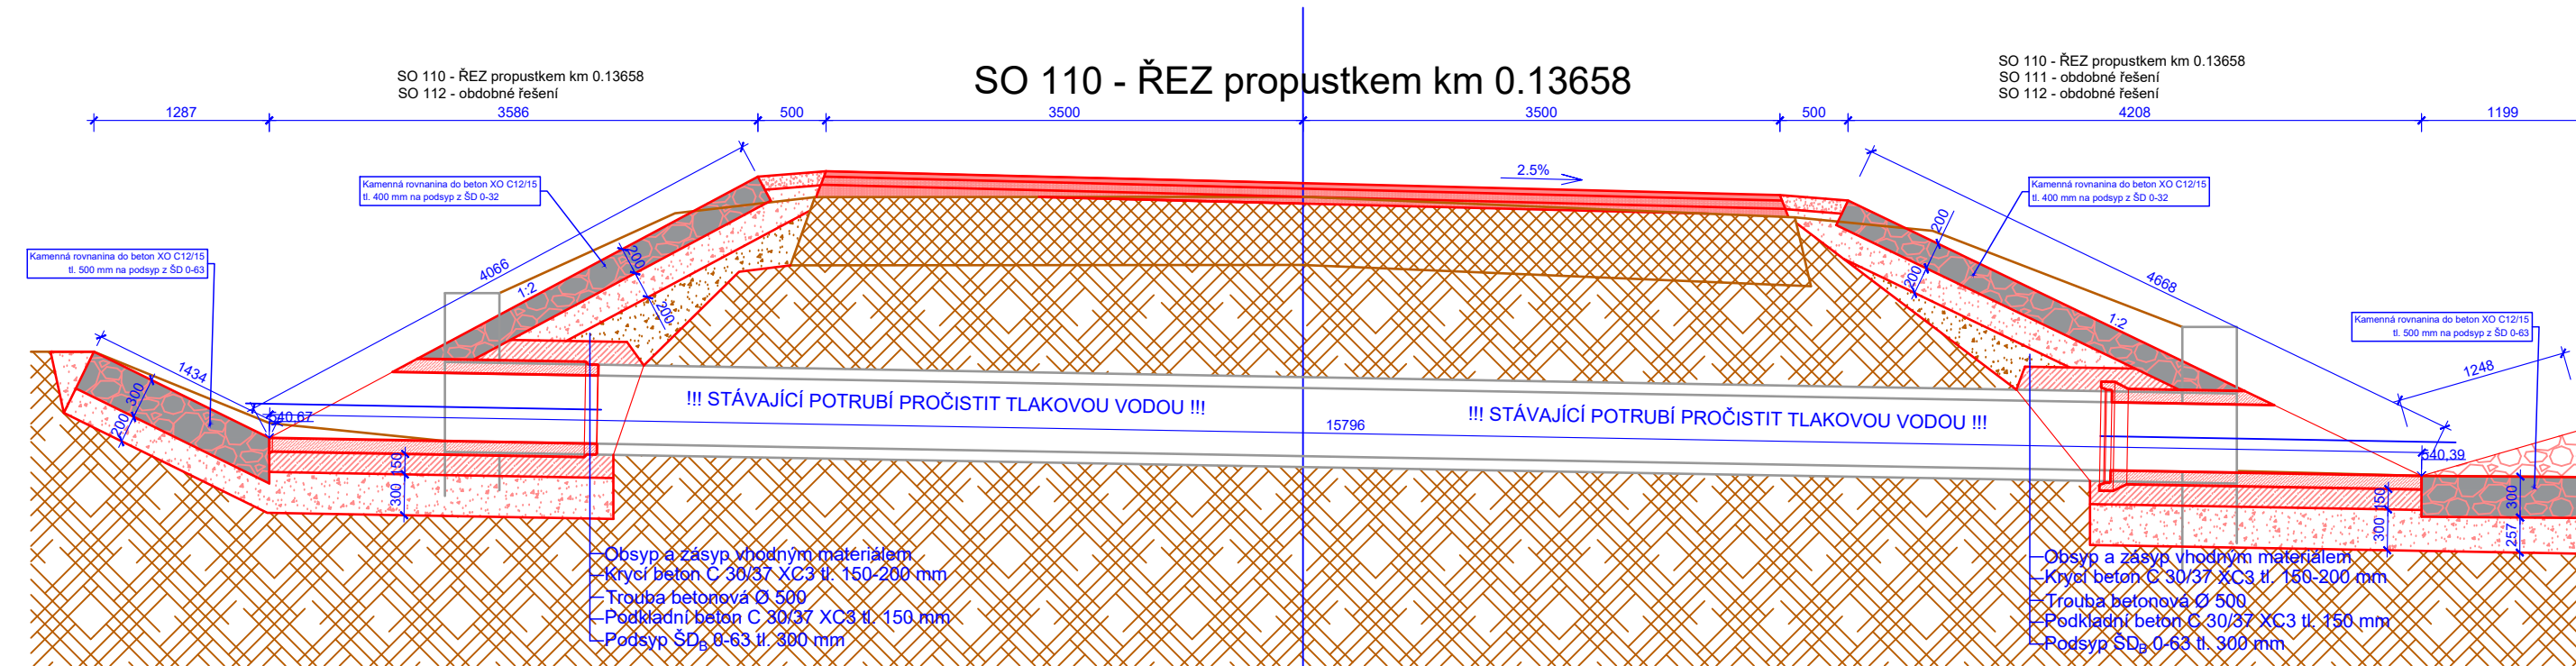 SO 110 - ŘEZ propustkem km 0.13658
SO 112 - obdobné řešení
SO 110 - ŘEZ propustkem km 0.13658
SO 110 - ŘEZ propustkem km 0.13658
SO 111 - obdobné řešení
SO 112 - obdobné řešení
1287
3586
500
3500
3500
500
4208
1199
2.5%
Kamenná rovnanina do beton XO C12/15
tl. 400 mm na podsyp z ŠD 0-32
Kamenná rovnanina do beton XO C12/15
tl. 400 mm na podsyp z ŠD 0-32
Kamenná rovnanina do beton XO C12/15
tl. 500 mm na podsyp z ŠD 0-63
Kamenná rovnanina do beton XO C12/15
tl. 500 mm na podsyp z ŠD 0-63
4066
1:2
200
200
200
200
4668
1:2
1434
300
200
540,67
1248
!!! STÁVAJÍCÍ POTRUBÍ PROČISTIT TLAKOVOU VODOU !!!
!!! STÁVAJÍCÍ POTRUBÍ PROČISTIT TLAKOVOU VODOU !!!
15796
540,39
150
300
150
300
300
257
Obsyp a zásyp vhodným materiálem
Krycí beton C 30/37 XC3 tl. 150-200 mm
Trouba betonová Ø 500
Podkladní beton C 30/37 XC3 tl. 150 mm
Podsyp ŠDB 0-63 tl. 300 mm
Obsyp a zásyp vhodným materiálem
Krycí beton C 30/37 XC3 tl. 150-200 mm
Trouba betonová Ø 500
Podkladní beton C 30/37 XC3 tl. 150 mm
Podsyp ŠDB 0-63 tl. 300 mm